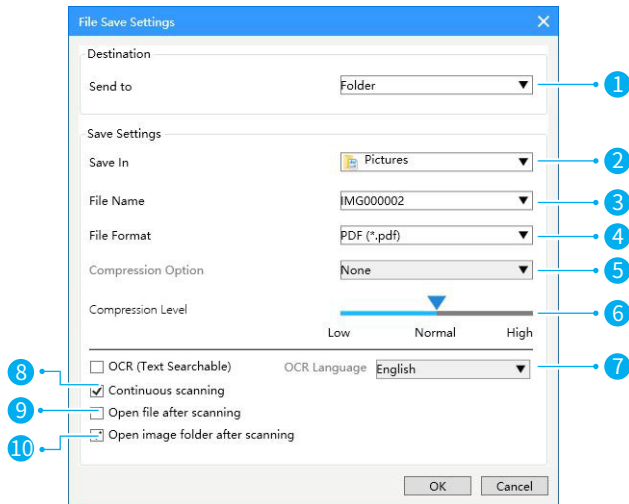 File Save Settings
Destination
Send to Folder 1
Save Settings
Save In Pictures 2
File Name IMG000002 3
File Format PDF (*.pdf) 4
Compression Option None 5
Compression Level 6
Low Normal High
OCR (Text Searchable) OCR Language English 7
8 Continuous scanning
9 Open file after scanning
10 Open image folder after scanning
OK Cancel